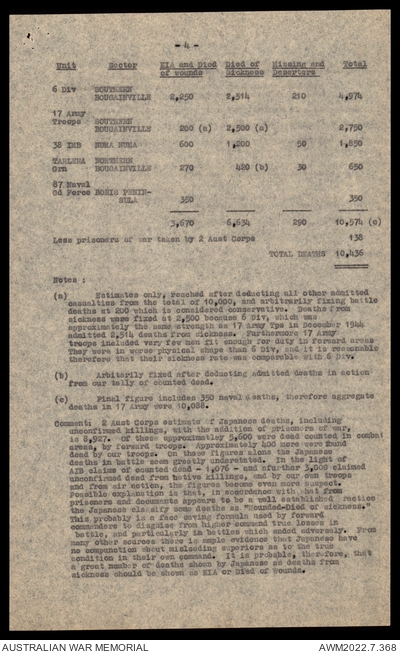 - 4 -
Unit Sector KIA and Died of wounds Died of Sickness Missing and Deserters Total
6 Div SOUTHERN
BOUGAINVILLE 2,250 2,514 210 4,974
17 Army
Troops SOUTHERN
BOUGAINVILLE 200 (a) 2,500 (a) 2,750
38 IMB NUMA NUMA 600 1,200 50 1,850
TARLENA NORTHERN
Grn BOUGAINVILLE 270 420 (b) 30 650
87 Naval
Gd Force BONIS PENIN-
SULA 350 350
3,670 6,634 290 10,574 (c)
Less prisoners of war taken by 2 Aust Corps 138
TOTAL DEATHS 10,436
Notes :
(a) Estimates only, reached after deducting all other admitted
casualties from the total of 10,000, and arbitrarily fixing battle
deaths at 200 which is considered conservative. Deaths from
sickness were fixed at 2,500 because 6 Div, which was
approximately the same strength as 17 Army Tps in December 1944
admitted 2,514 deaths from sickness. Furthermore 17 Army
troops included very few men fit enough for duty in forward areas
They were in worse physical shape than 6 Div, and it is reasonable
therefore that their sickness rate was comparable with 6 Div.
(b) Arbitarily fixed after deducting admitted deaths in action
from our tally of counted dead.
(c) Final figure includes 350 naval deaths, therefore aggregate
deaths in 17 Army were 10,086.
Comment: 2 Aust Corps estimate of Japanese deaths, including
unconfirmed killings, with the addition of prisoners of war,
is 8,927. Of these approximately 5,600 were dead counted in combat
areas, by forward troops. Approximately 400 more were found
dead by our troops. On these figures alone the Japanese
deaths in battle seem greatly understated. In the light of
AIB claims of counted dead - 1,076 - and a further 3,000 claimed
unconfirmed dead from native killings, and by our own troops
and from air action, the figures become even more suspect.
Possible explanation is that, in accordance with what from
prisoners and documents appears to be a well established practice
the Japanese classify some deaths as "Wounded-Died of sickness."
This probably is a face saving formula used by forward
commanders to disguise from higher command true losses in
battle, and particularly in battles which ended adversely. From
many other sources there is ample evidence that Japanese have
no compunction about misleading superiors as to the true
condition in their own command. It is probable, therefore, that
a great number of deaths shown by Japanese as deaths from
sickness should be shown as KIA or Died of Wounds.
AUSTRALIAN WAR MEMORIAL AWM2022.7.368